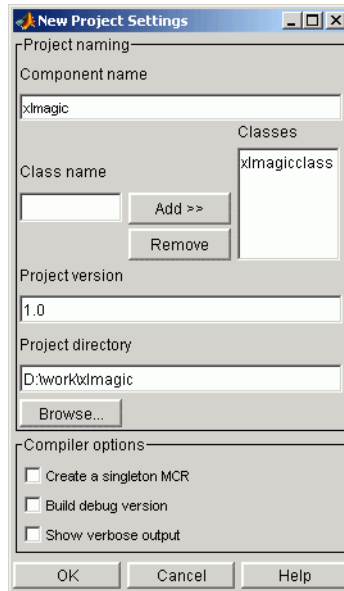 New Project Settings
Project naming
Component name
xlmagic
Classes
xlmagicclass
Class name
Add >>
Remove
Project version
1.0
Project directory
D:\work\xlmagic
Browse...
Compiler options
Create a singleton MCR
Build debug version
Show verbose output
OK Cancel Help